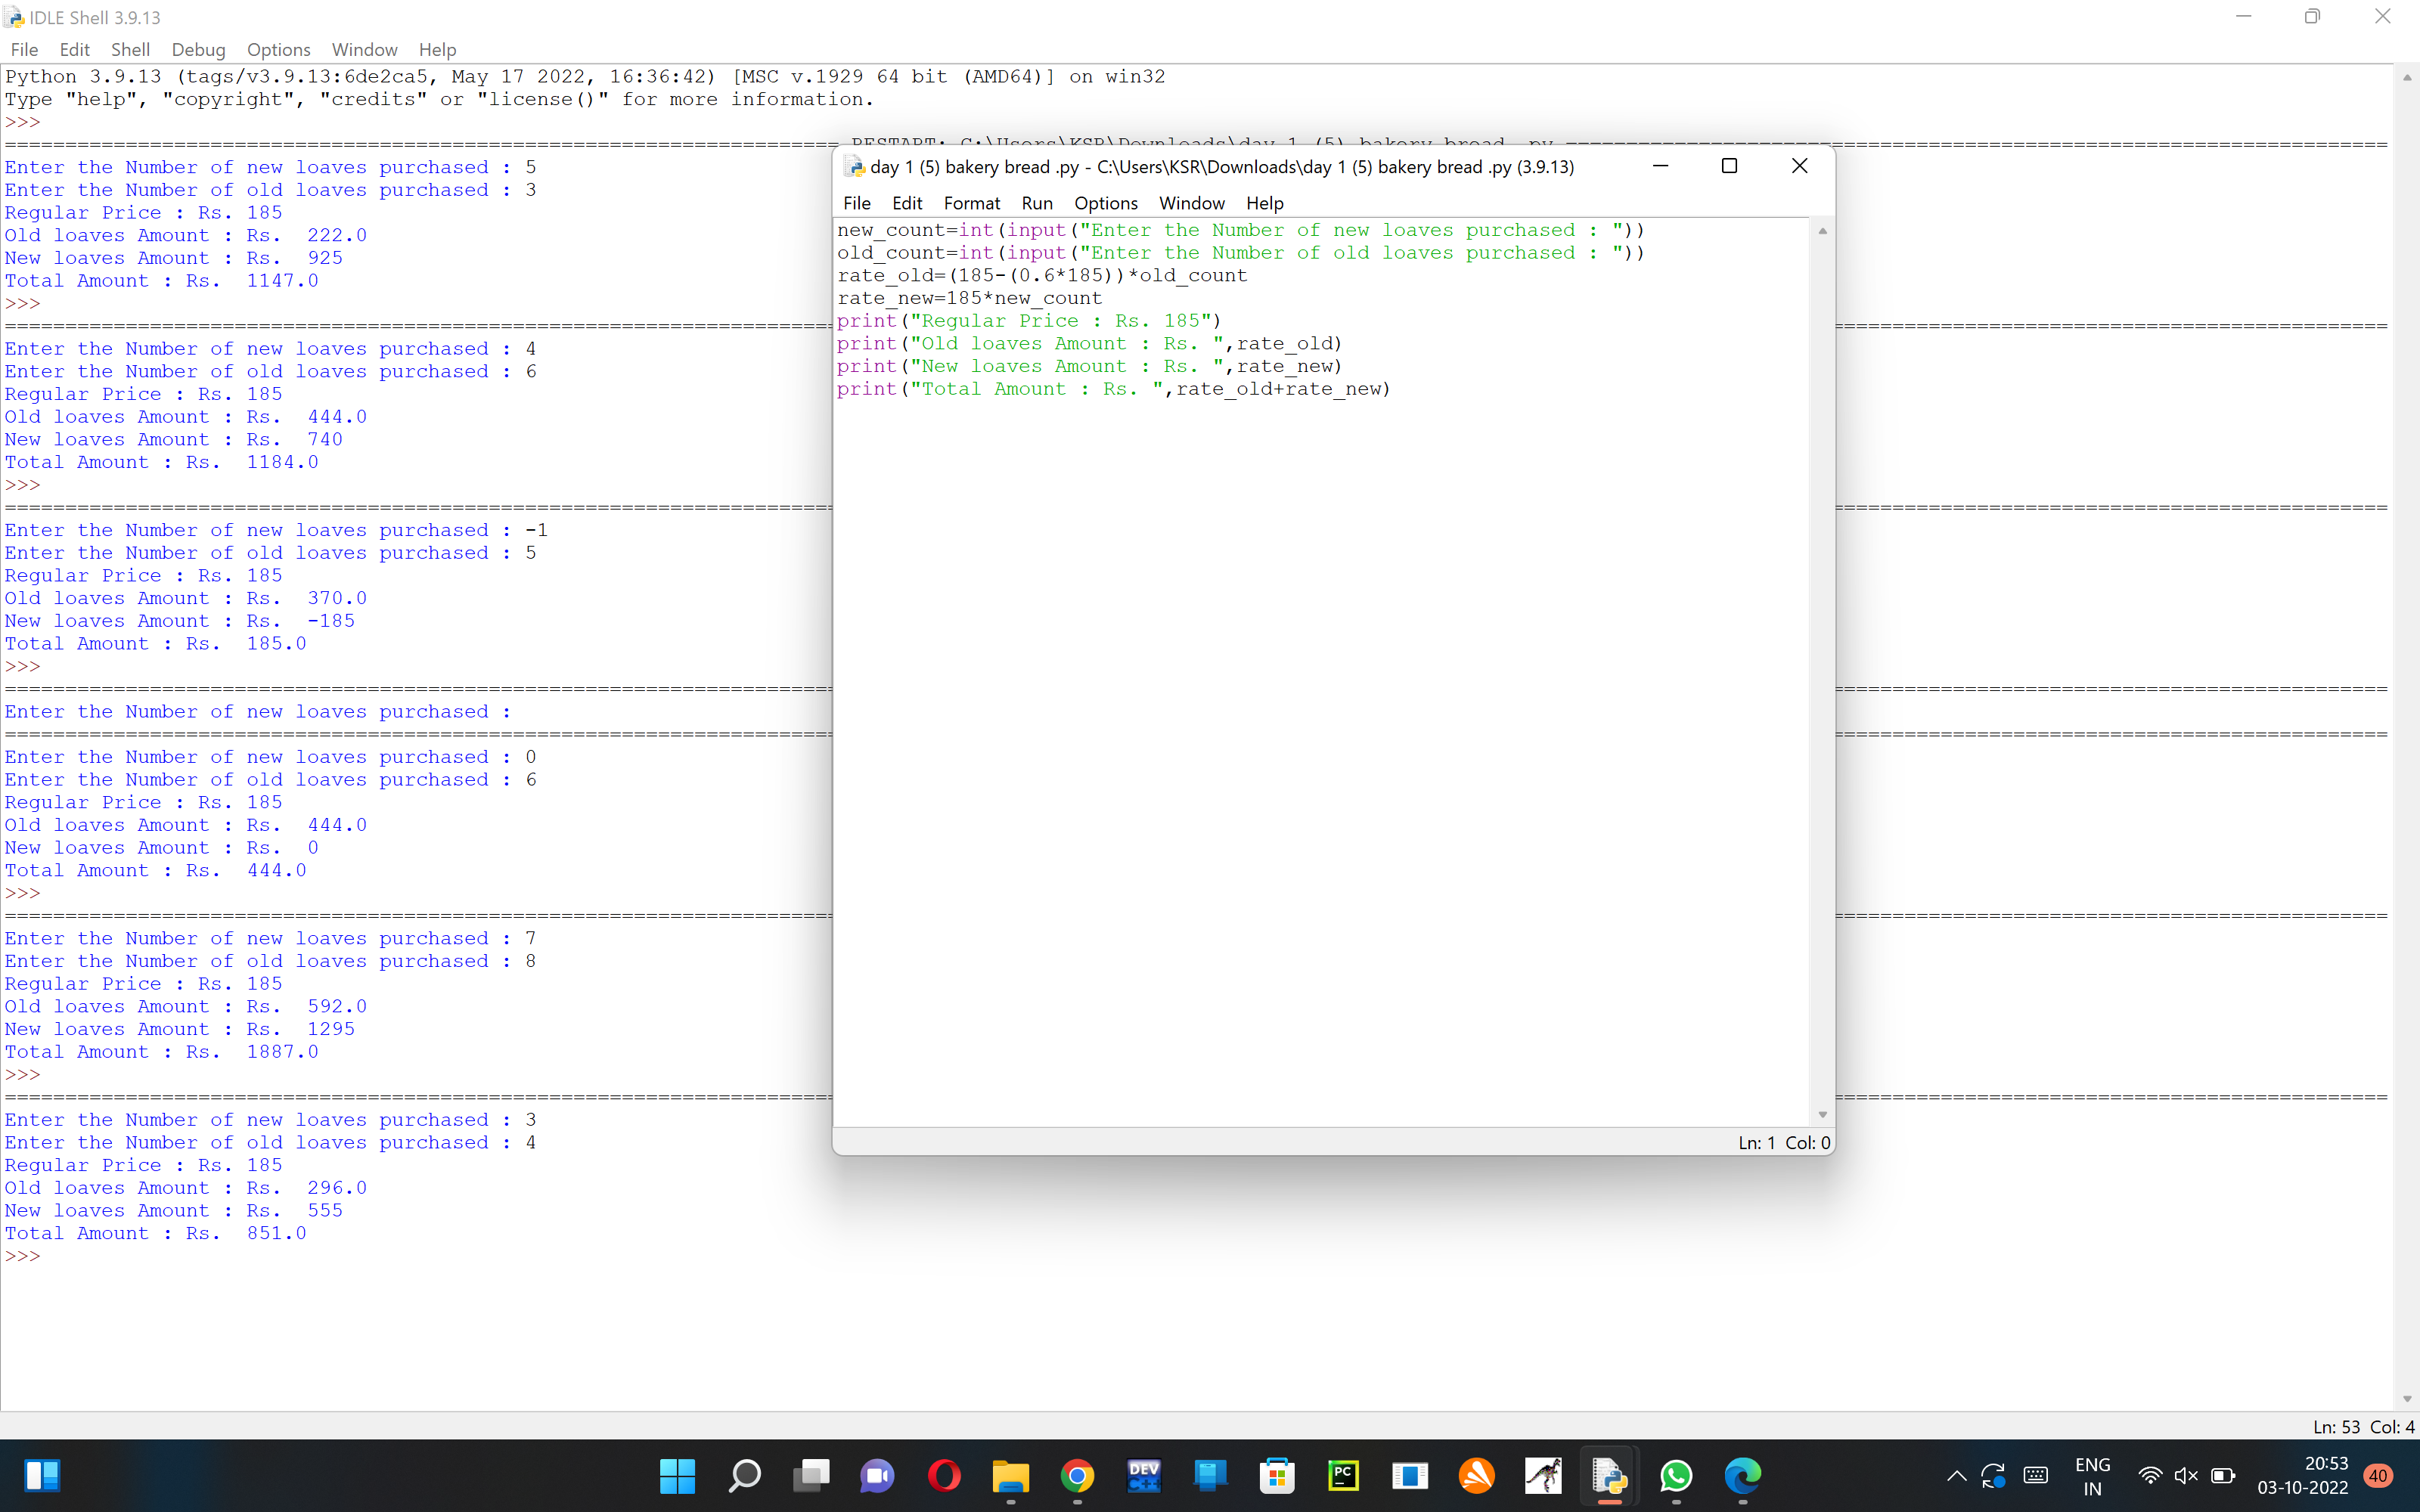 IDLE Shell 3.9.13
File Edit Shell Debug Options Window Help
Python 3.9.13 (tags/v3.9.13:6de2ca5, May 17 2022, 16:36:42) [MSC v.1929 64 bit (AMD64)] on win32
Type "help", "copyright", "credits" or "license()" for more information.
>>>
RESTART: C:\Users\KSR\Downloads\day 1 (5) bakery bread .py
Enter the Number of new loaves purchased : 5
Enter the Number of old loaves purchased : 3
Regular Price : Rs. 185
Old loaves Amount : Rs.  222.0
New loaves Amount : Rs.  925
Total Amount : Rs.  1147.0
>>>
Enter the Number of new loaves purchased : 4
Enter the Number of old loaves purchased : 6
Regular Price : Rs. 185
Old loaves Amount : Rs.  444.0
New loaves Amount : Rs.  740
Total Amount : Rs.  1184.0
>>>
Enter the Number of new loaves purchased : -1
Enter the Number of old loaves purchased : 5
Regular Price : Rs. 185
Old loaves Amount : Rs.  370.0
New loaves Amount : Rs.  -185
Total Amount : Rs.  185.0
>>>
Enter the Number of new loaves purchased :
Enter the Number of new loaves purchased : 0
Enter the Number of old loaves purchased : 6
Regular Price : Rs. 185
Old loaves Amount : Rs.  444.0
New loaves Amount : Rs.  0
Total Amount : Rs.  444.0
>>>
Enter the Number of new loaves purchased : 7
Enter the Number of old loaves purchased : 8
Regular Price : Rs. 185
Old loaves Amount : Rs.  592.0
New loaves Amount : Rs.  1295
Total Amount : Rs.  1887.0
>>>
Enter the Number of new loaves purchased : 3
Enter the Number of old loaves purchased : 4
Regular Price : Rs. 185
Old loaves Amount : Rs.  296.0
New loaves Amount : Rs.  555
Total Amount : Rs.  851.0
>>>
day 1 (5) bakery bread .py - C:\Users\KSR\Downloads\day 1 (5) bakery bread .py (3.9.13)
File Edit Format Run Options Window Help
new_count=int(input("Enter the Number of new loaves purchased : "))
old_count=int(input("Enter the Number of old loaves purchased : "))
rate_old=(185-(0.6*185))*old_count
rate_new=185*new_count
print("Regular Price : Rs. 185")
print("Old loaves Amount : Rs. ",rate_old)
print("New loaves Amount : Rs. ",rate_new)
print("Total Amount : Rs. ",rate_old+rate_new)
Ln: 1 Col: 0
Ln: 53 Col: 4
DEV
C++
PC
ENG
IN
20:53
03-10-2022
40